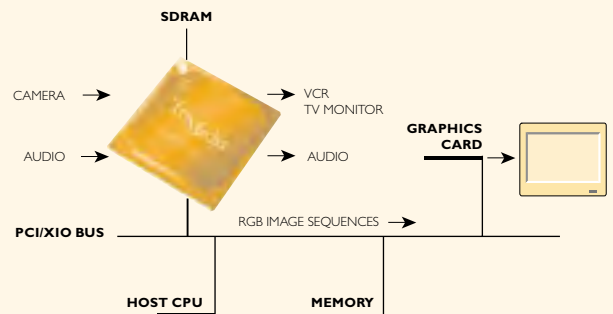 SDRAM
CAMERA
VCR
TV MONITOR
AUDIO
AUDIO
GRAPHICS
CARD
RGB IMAGE SEQUENCES
PCI/XIO BUS
HOST CPU
MEMORY